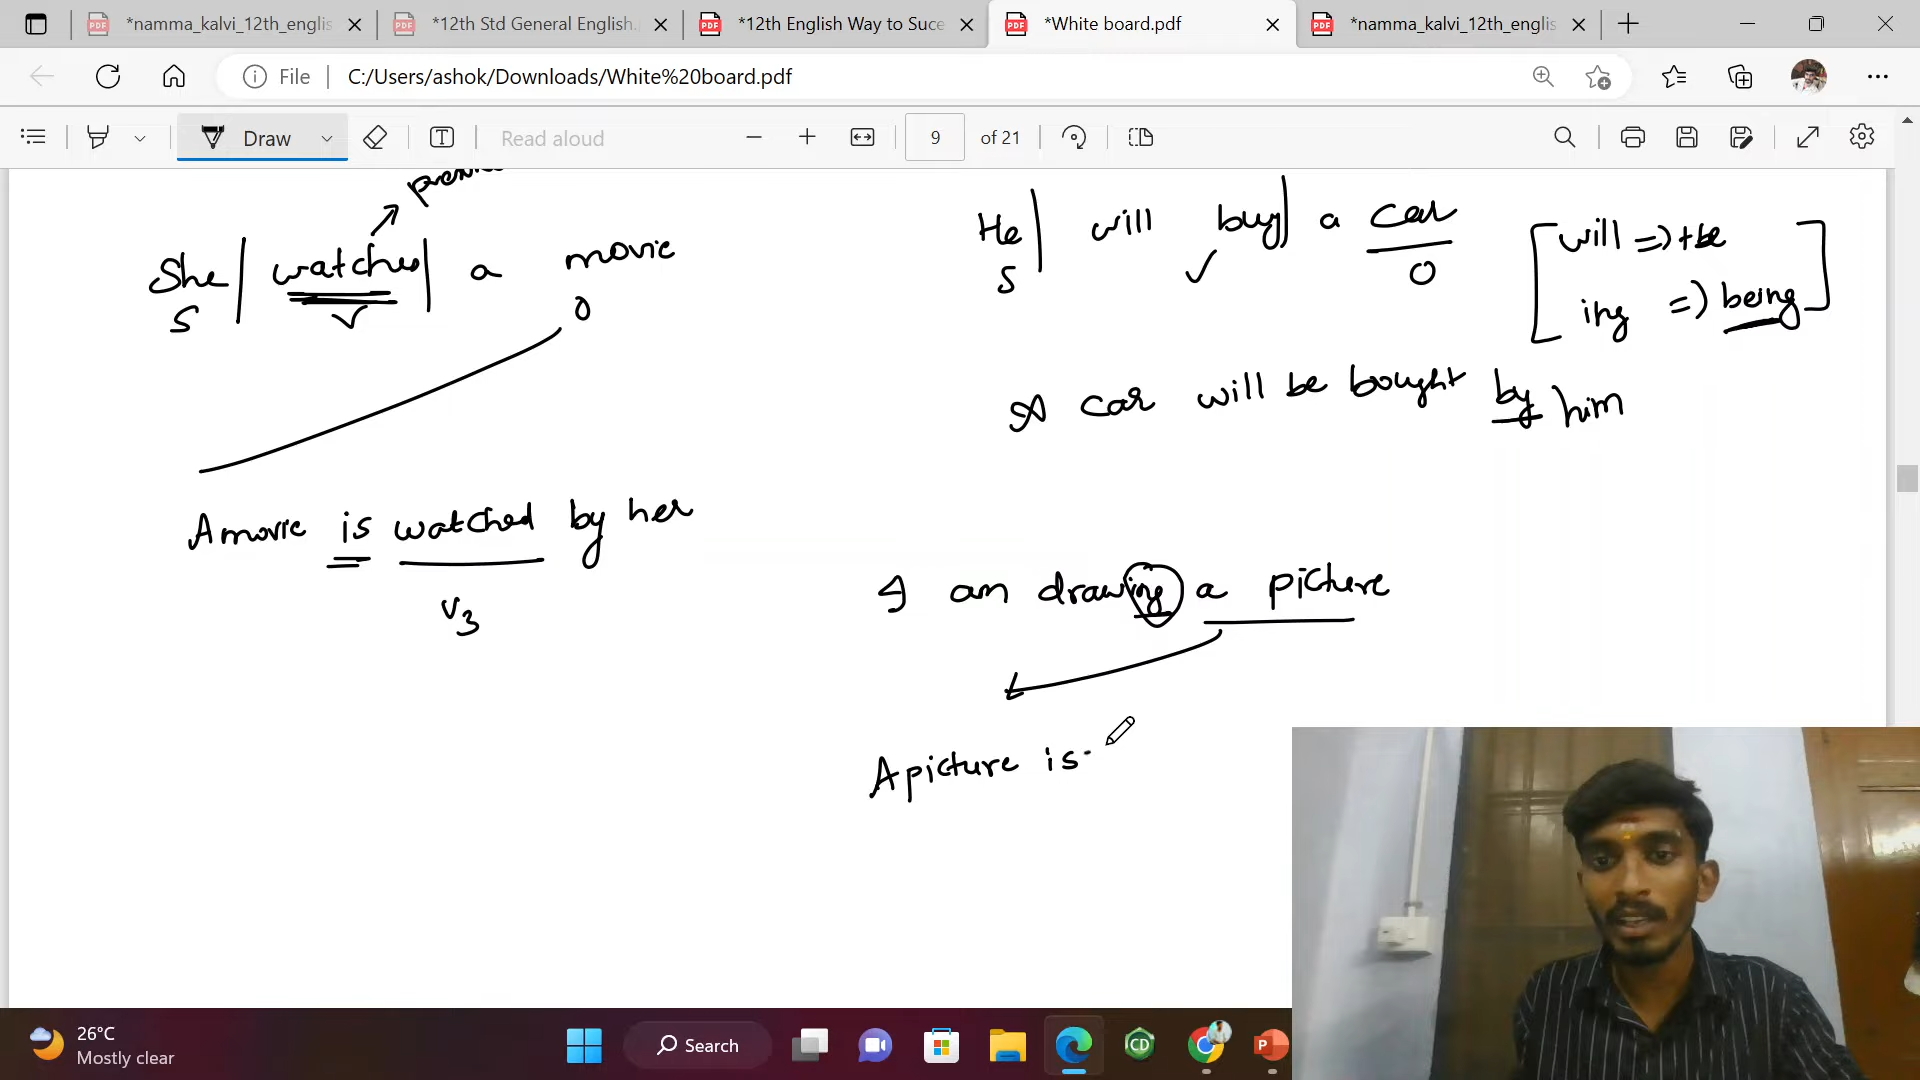 *namma_kalvi_12th_englis
*12th Std General English.
*12th English Way to Suce
*White board.pdf
*namma_kalvi_12th_englis
File
C:/Users/ashok/Downloads/White%20board.pdf
Draw
Read aloud
9
of 21
She | watched | a movie
S
O
He | will buy | a car
S
O
will => +be
ing => being
A car will be bought by him
A movie is watched by her
V3
I am drawing a picture
A picture is
26°C
Mostly clear
Search
CD
P